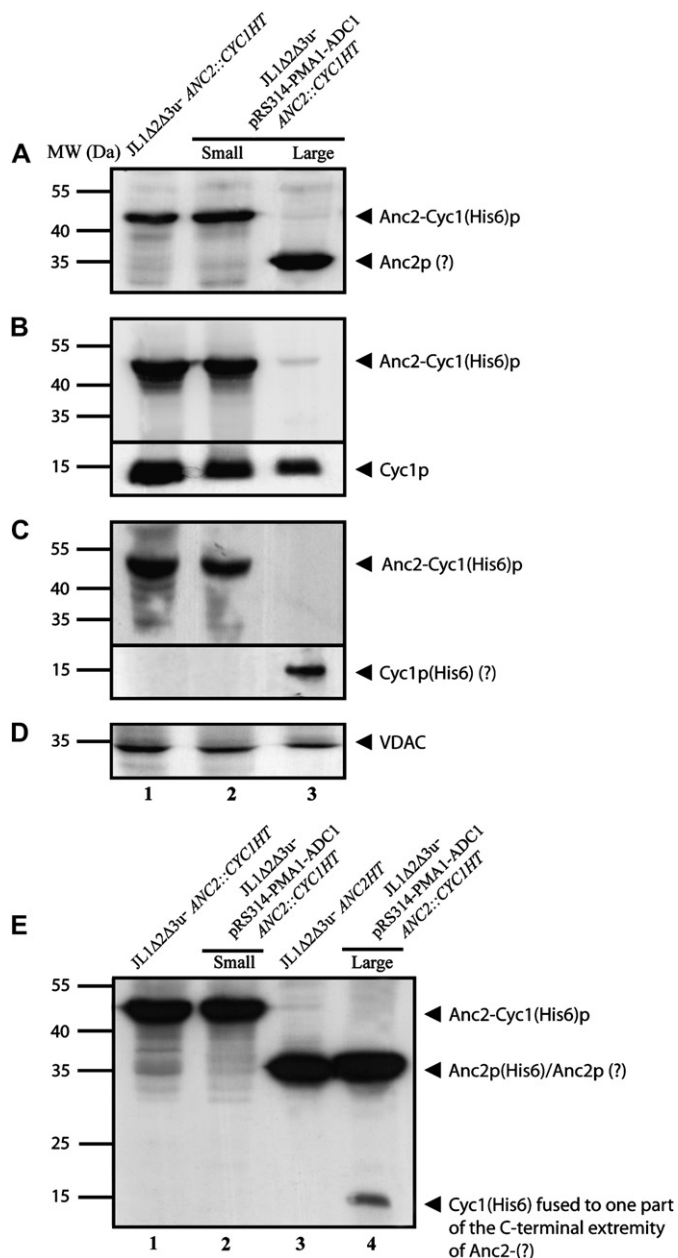 JL1Δ2Δ3u- ANC2::CYC1HT
JL1Δ2Δ3u-
pRS314-PMA1-ADC1
ANC2::CYC1HT
A
MW (Da)
Small
Large
55
40
35
Anc2-Cyc1(His6)p
Anc2p (?)
B
55
40
35
15
Anc2-Cyc1(His6)p
Cyc1p
C
55
40
35
15
Anc2-Cyc1(His6)p
Cyc1p(His6) (?)
D
35
VDAC
1
2
3
JL1Δ2Δ3u- ANC2::CYC1HT
JL1Δ2Δ3u-
pRS314-PMA1-ADC1
ANC2::CYC1HT
JL1Δ2Δ3u- ANC2HT
JL1Δ2Δ3u-
pRS314-PMA1-ADC1
ANC2::CYC1HT
E
Small
Large
55
40
35
25
15
Anc2-Cyc1(His6)p
Anc2p(His6)/Anc2p (?)
Cyc1(His6) fused to one part
of the C-terminal extremity
of Anc2-(?)
1
2
3
4